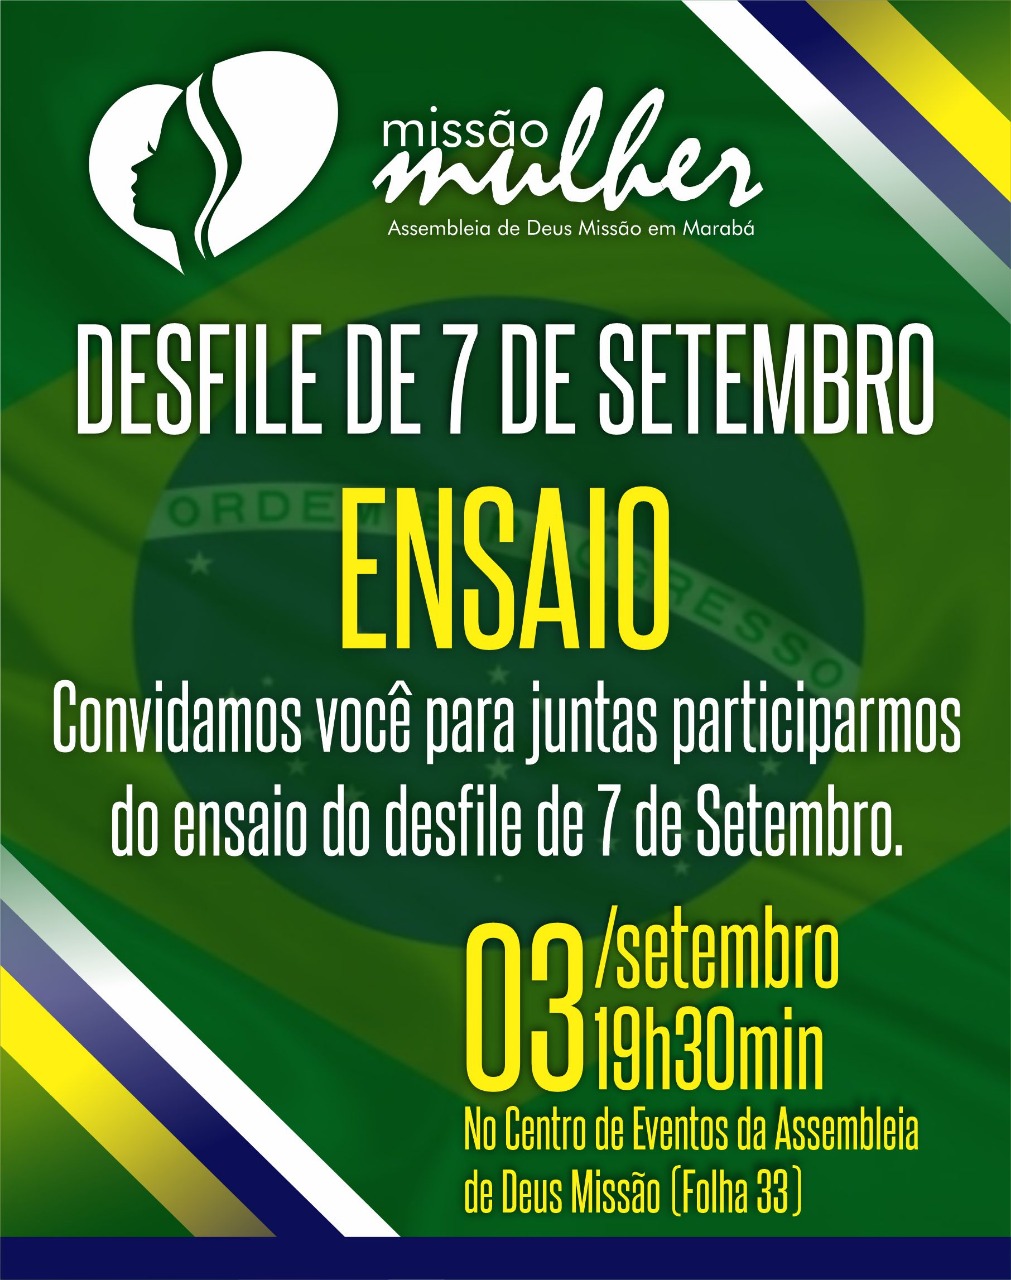 missão
mulher
Assembleia de Deus Missão em Marabá
DESFILE DE 7 DE SETEMBRO
ORDEM E PROGRESSO
ENSAIO
Convidamos você para juntas participarmos
do ensaio do desfile de 7 de Setembro.
03/setembro
19h30min
No Centro de Eventos da Assembleia
de Deus Missão (Folha 33)